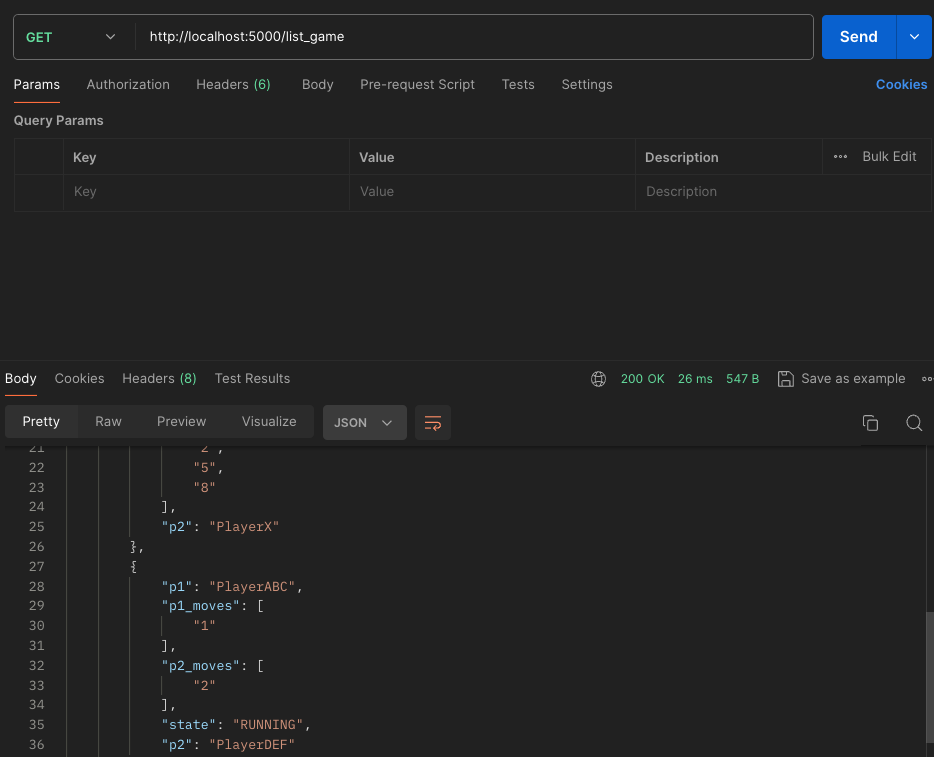 GET http://localhost:5000/list_game Send
Params Authorization Headers (6) Body Pre-request Script Tests Settings Cookies
Query Params
Key Value Description ••• Bulk Edit
Key Value Description
Body Cookies Headers (8) Test Results 200 OK 26 ms 547 B Save as example
Pretty Raw Preview Visualize JSON
21 "2",
22 "5",
23 "8"
24 ],
25 "p2": "PlayerX"
26 },
27 {
28 "p1": "PlayerABC",
29 "p1_moves": [
30 "1"
31 ],
32 "p2_moves": [
33 "2"
34 ],
35 "state": "RUNNING",
36 "p2": "PlayerDEF"